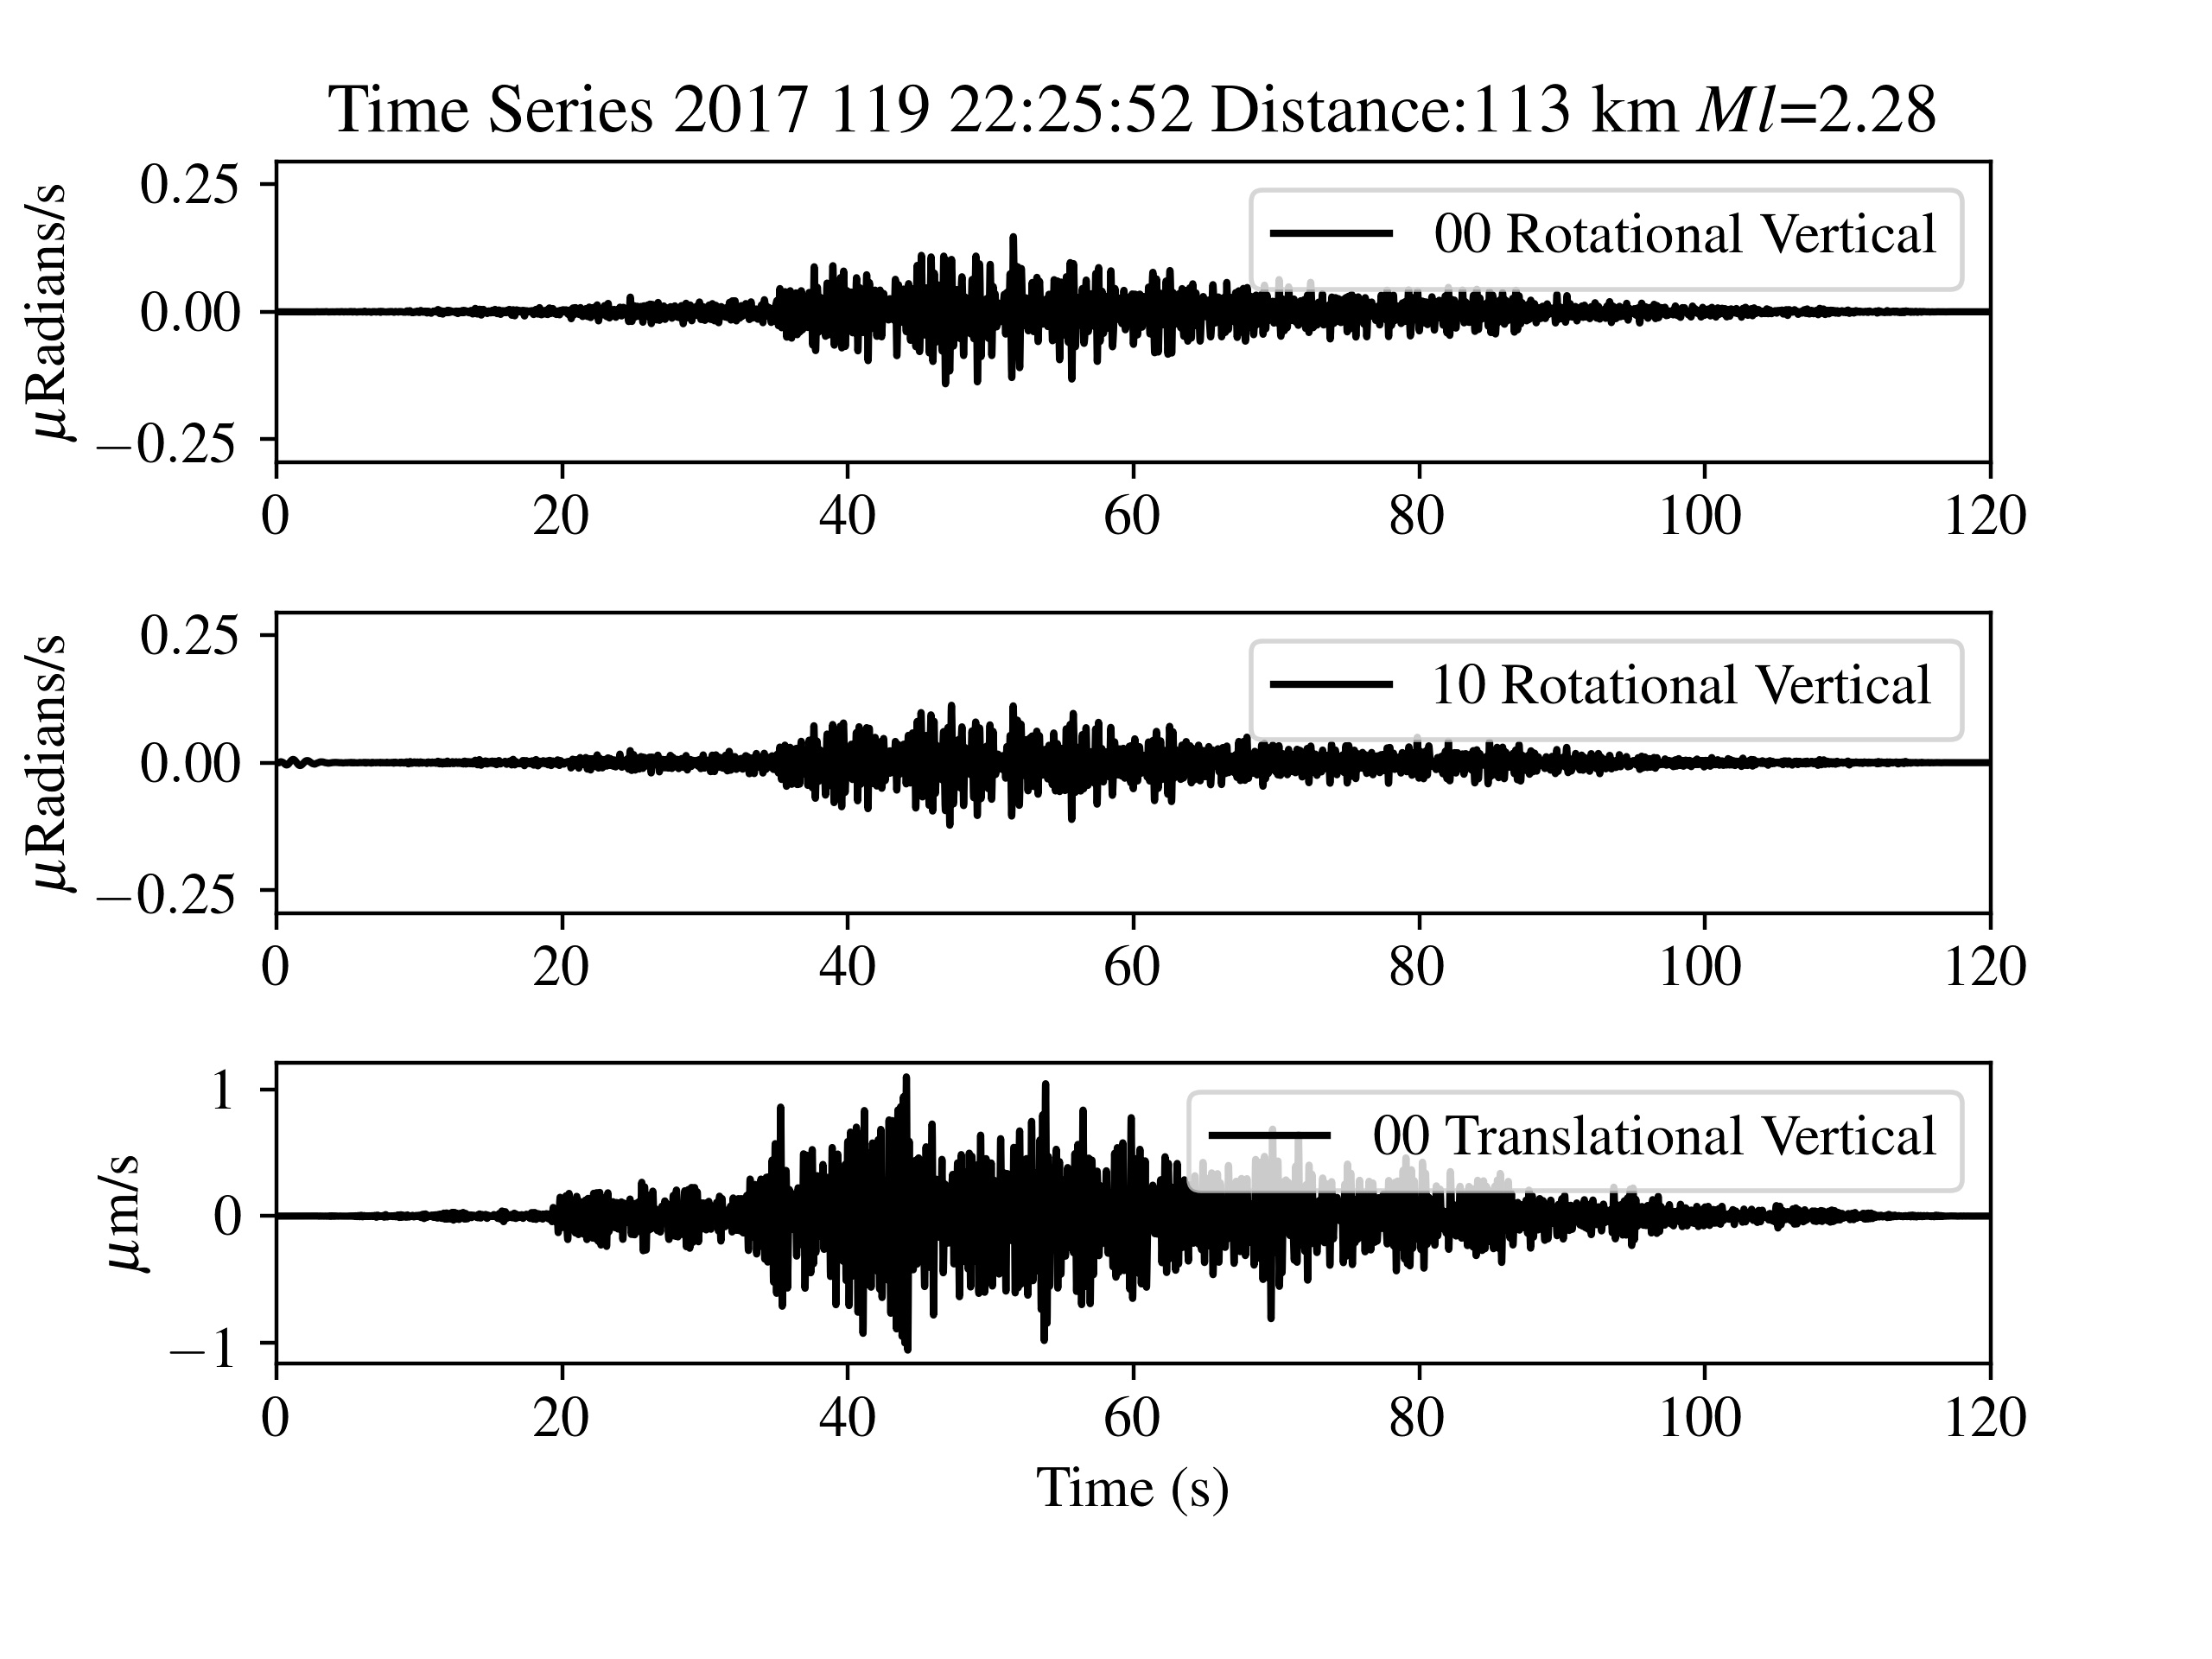 Time Series 2017 119 22:25:52 Distance:113 km Ml=2.28
μRadians/s
0.25
0.00
−0.25
00 Rotational Vertical
0 20 40 60 80 100 120
μRadians/s
0.25
0.00
−0.25
10 Rotational Vertical
0 20 40 60 80 100 120
μm/s
1
0
−1
00 Translational Vertical
0 20 40 60 80 100 120
Time (s)